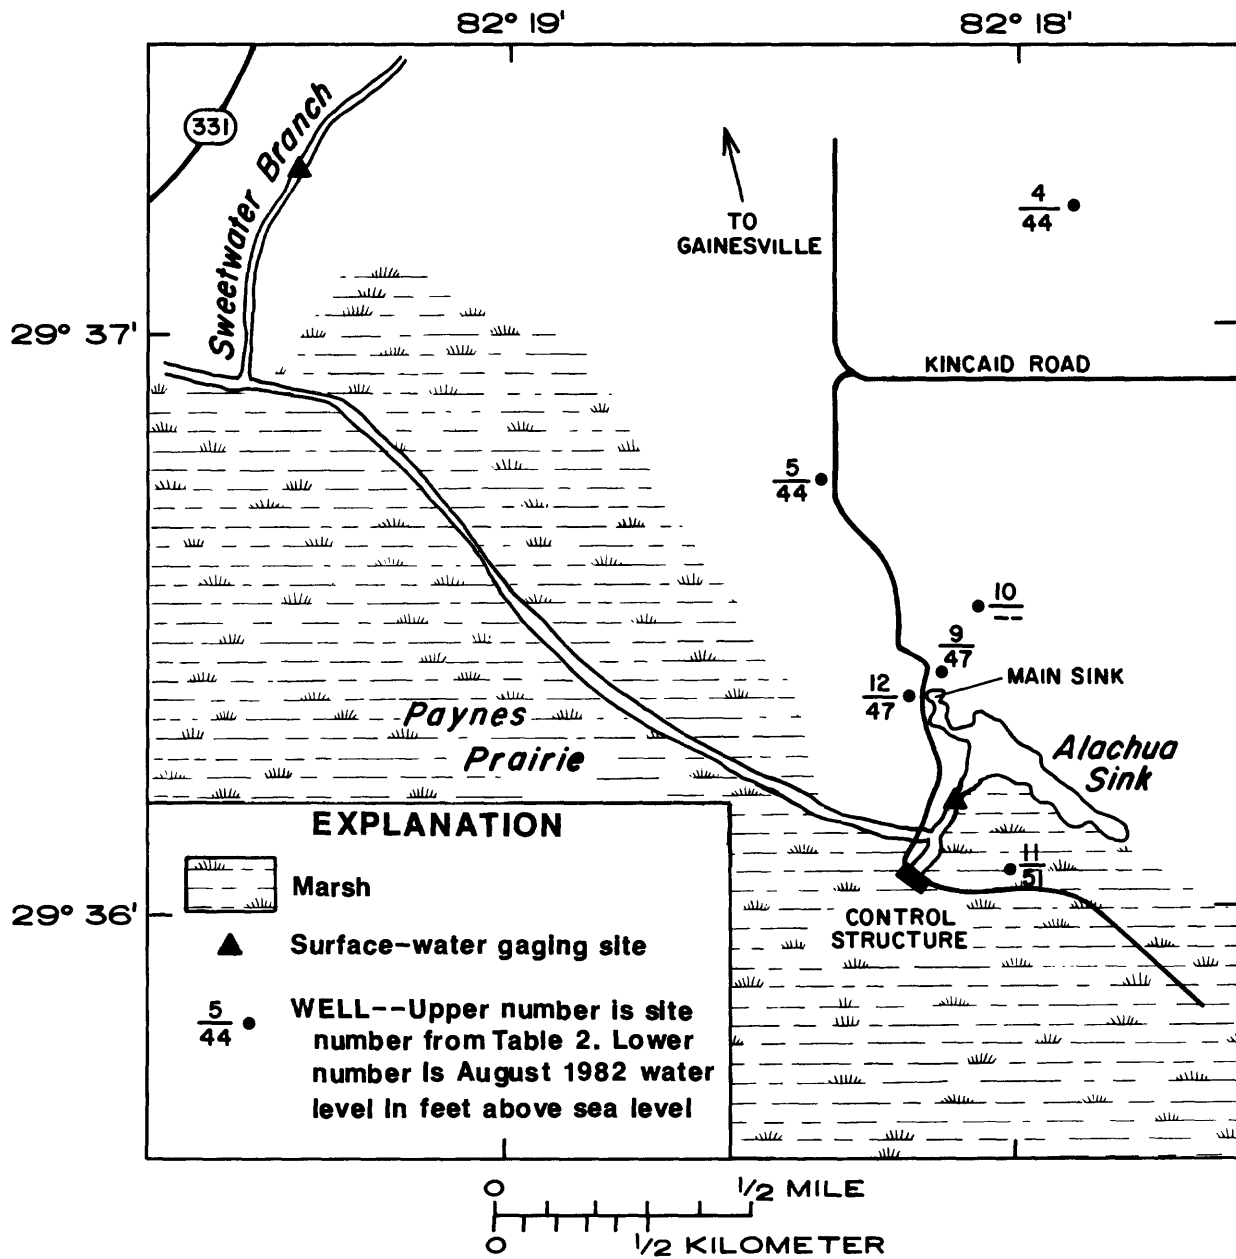 82° 19'
82° 18'
331
Sweetwater Branch
TO
GAINESVILLE
4
44
29° 37'
KINCAID ROAD
5
44
10
--
9
47
MAIN SINK
12
47
Paynes
Prairie
Alachua
Sink
EXPLANATION
Marsh
Surface-water gaging site
5
44
WELL--Upper number is site
number from Table 2. Lower
number is August 1982 water
level in feet above sea level
11
51
29° 36'
CONTROL
STRUCTURE
0 1/2 MILE
0 1/2 KILOMETER